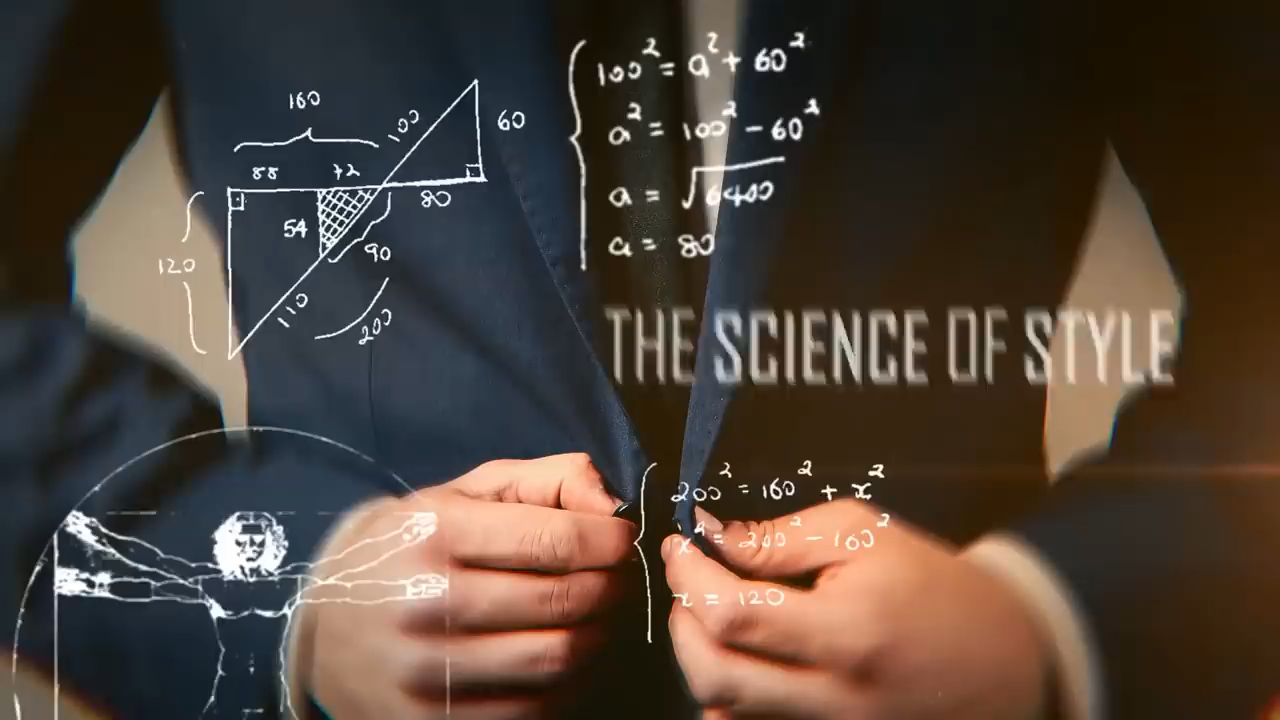 160
100
60
88
72
80
54
90
120
110
200
100² = a² + 60²
a² = 100² - 60²
a = √6400
a = 80
THE SCIENCE OF STYLE
200² = 160² + x²
x² = 200² - 160²
x = 120